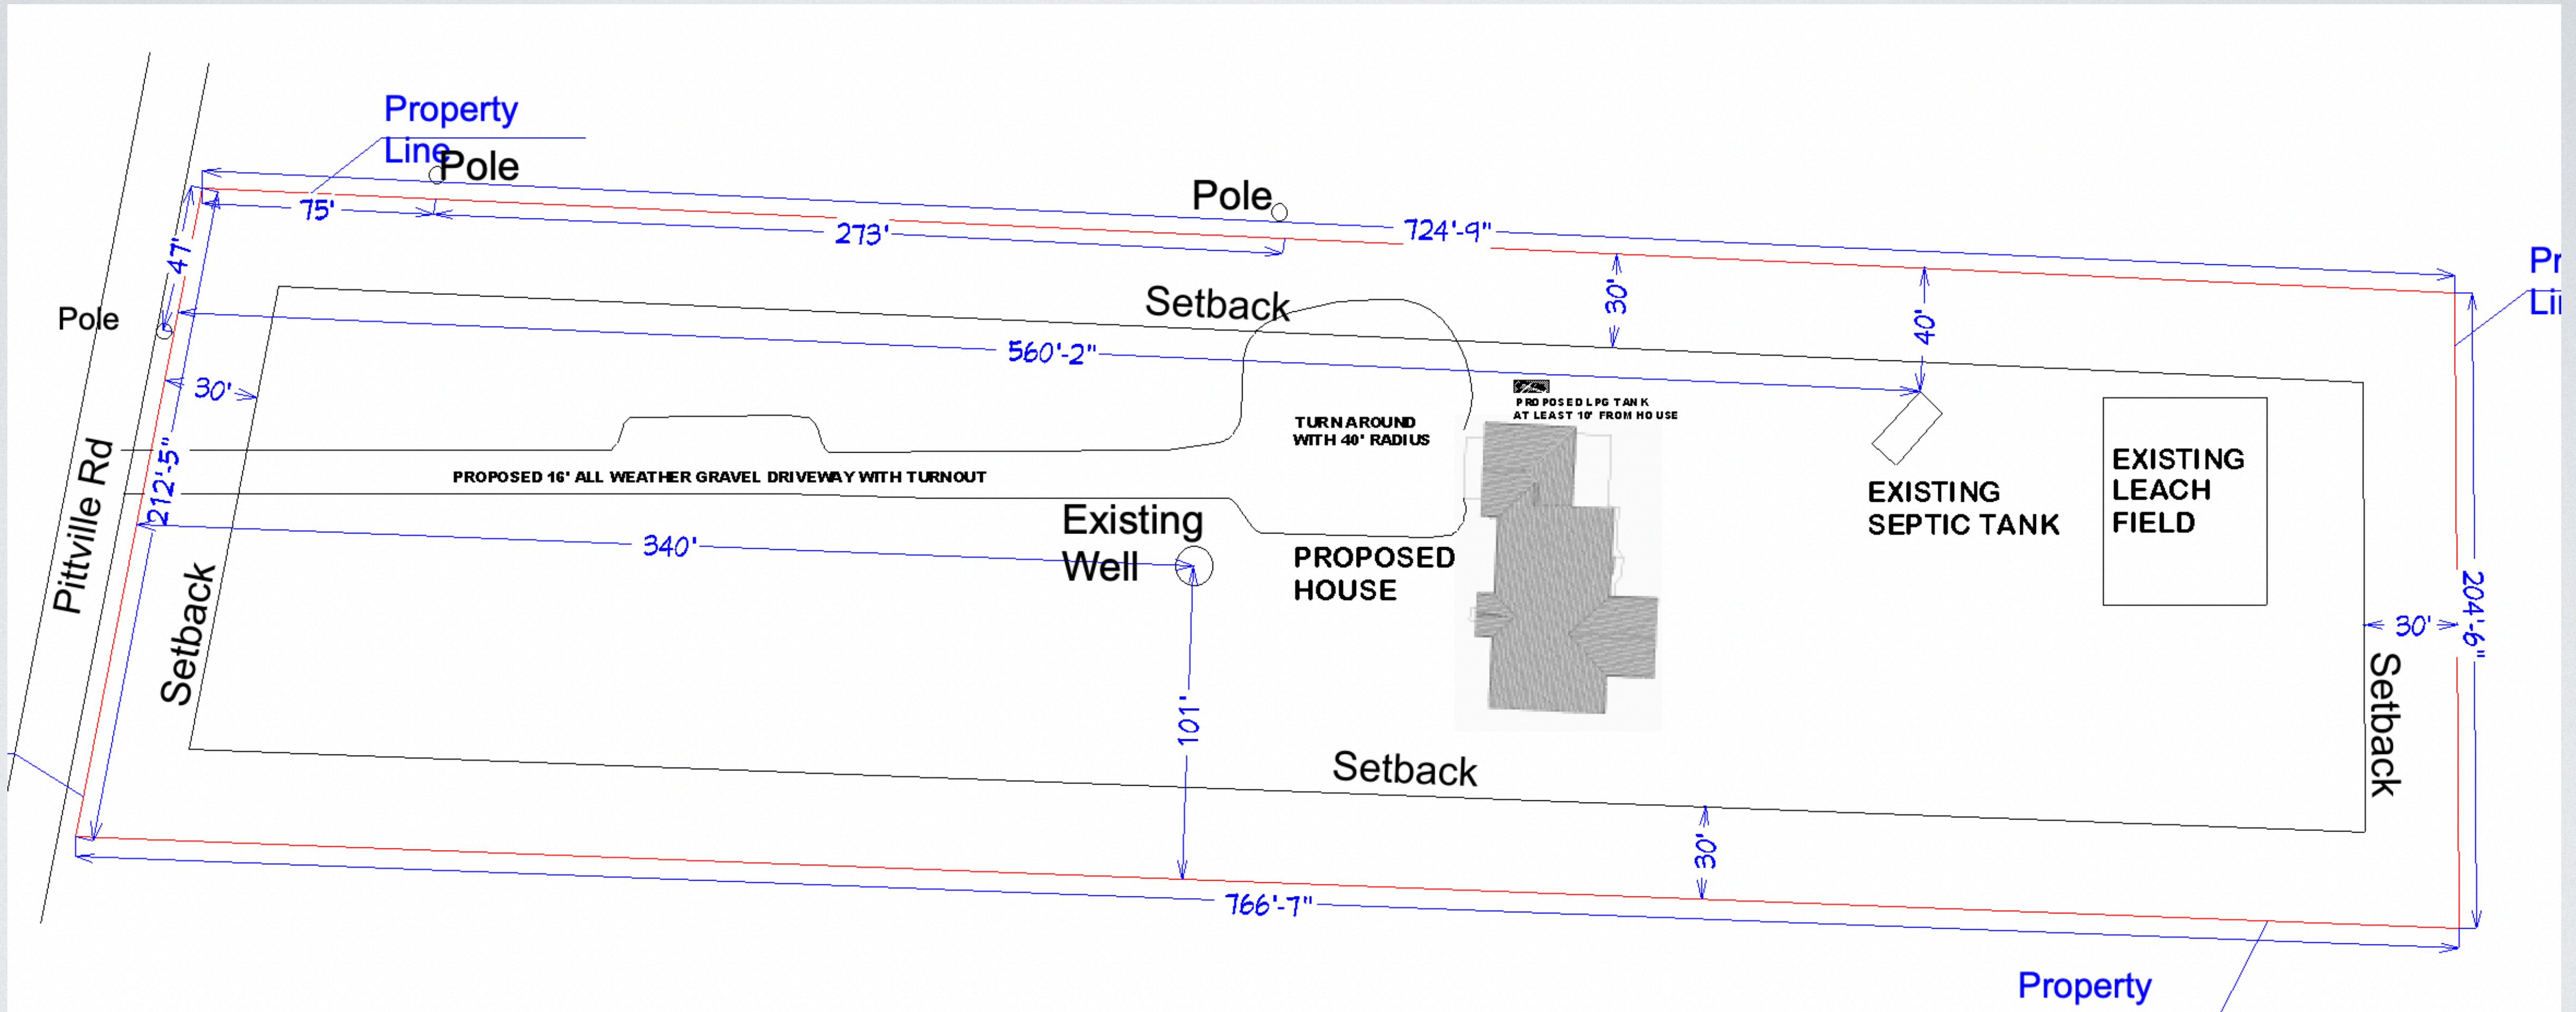 Property
Line
Pole
Pole
724'-9"
75'
273'
47'
Pr
Lii
Pole
Setback
30'
40'
560'-2"
30'
PROPOSED LPG TANK
AT LEAST 10' FROM HOUSE
TURNAROUND
WITH 40' RADIUS
PROPOSED 16' ALL WEATHER GRAVEL DRIVEWAY WITH TURNOUT
212'-5"
Pittville Rd
Setback
340'
Existing
Well
PROPOSED
HOUSE
EXISTING
SEPTIC TANK
EXISTING
LEACH
FIELD
30'
204'-6"
Setback
101'
Setback
30'
766'-7"
Property